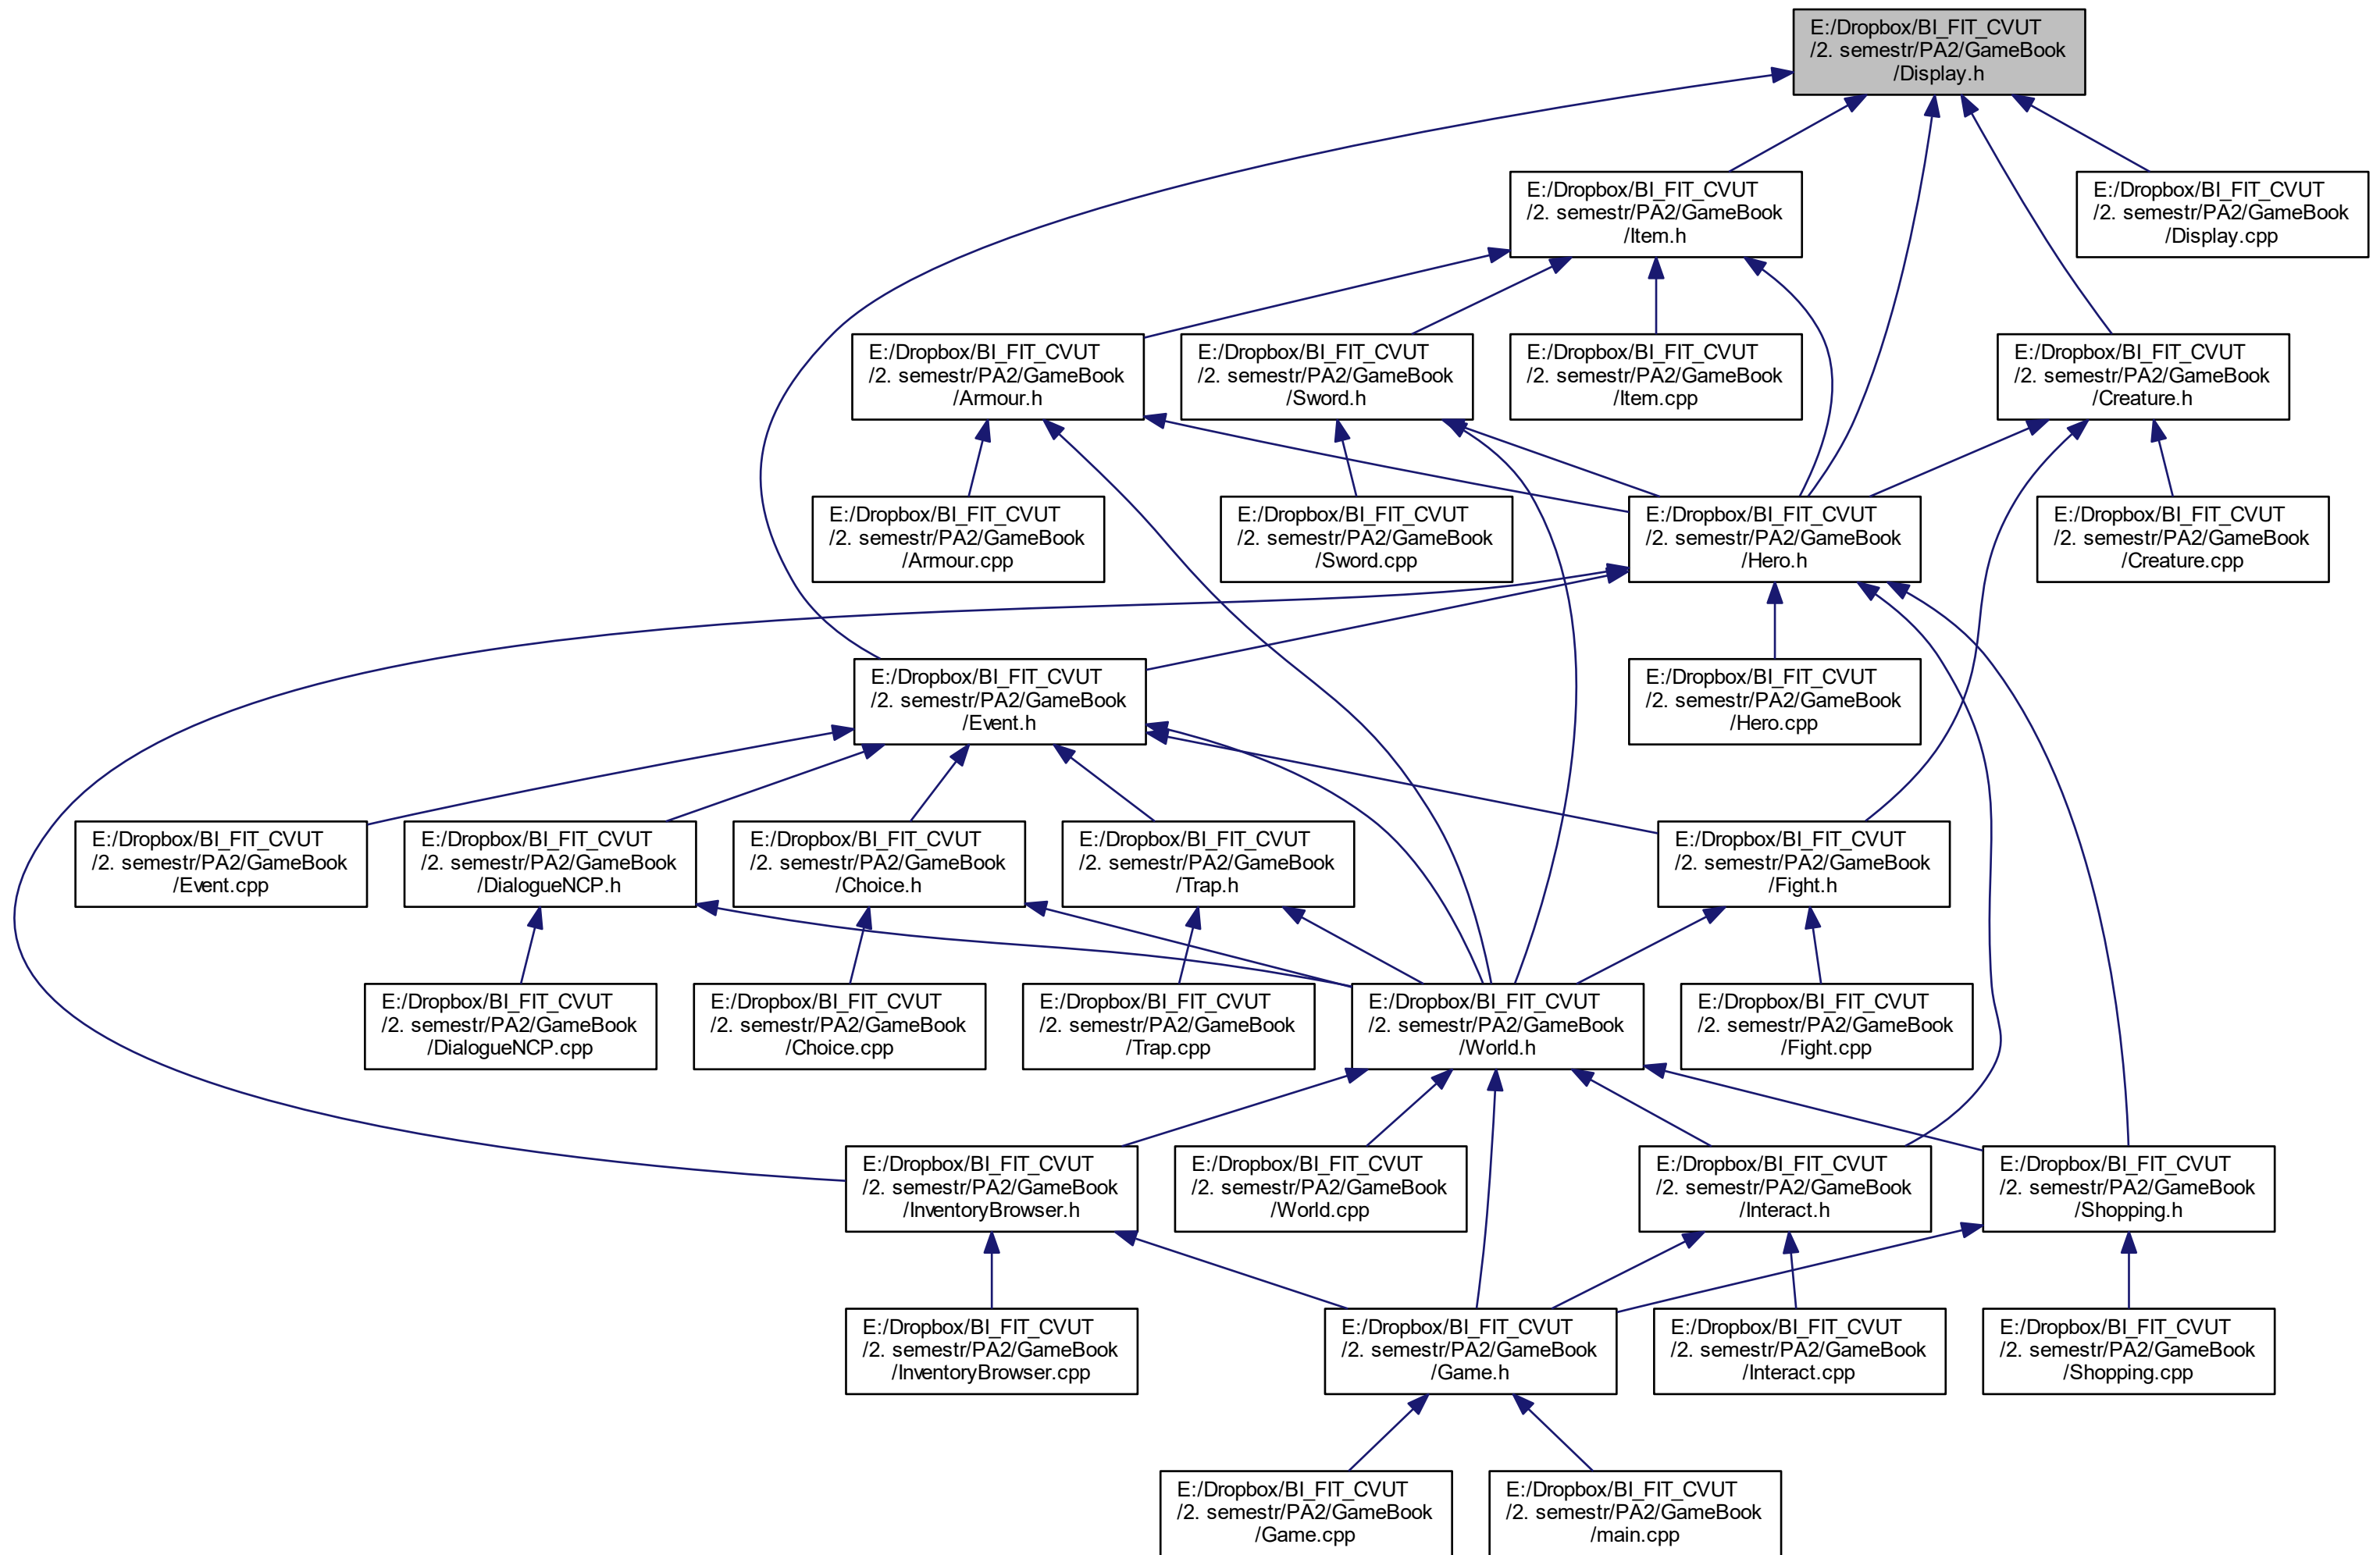 E:/Dropbox/BI_FIT_CVUT
/2. semestr/PA2/GameBook
/Display.h
E:/Dropbox/BI_FIT_CVUT
/2. semestr/PA2/GameBook
/Item.h
E:/Dropbox/BI_FIT_CVUT
/2. semestr/PA2/GameBook
/Display.cpp
E:/Dropbox/BI_FIT_CVUT
/2. semestr/PA2/GameBook
/Armour.h
E:/Dropbox/BI_FIT_CVUT
/2. semestr/PA2/GameBook
/Sword.h
E:/Dropbox/BI_FIT_CVUT
/2. semestr/PA2/GameBook
/Item.cpp
E:/Dropbox/BI_FIT_CVUT
/2. semestr/PA2/GameBook
/Creature.h
E:/Dropbox/BI_FIT_CVUT
/2. semestr/PA2/GameBook
/Armour.cpp
E:/Dropbox/BI_FIT_CVUT
/2. semestr/PA2/GameBook
/Sword.cpp
E:/Dropbox/BI_FIT_CVUT
/2. semestr/PA2/GameBook
/Hero.h
E:/Dropbox/BI_FIT_CVUT
/2. semestr/PA2/GameBook
/Creature.cpp
E:/Dropbox/BI_FIT_CVUT
/2. semestr/PA2/GameBook
/Event.h
E:/Dropbox/BI_FIT_CVUT
/2. semestr/PA2/GameBook
/Hero.cpp
E:/Dropbox/BI_FIT_CVUT
/2. semestr/PA2/GameBook
/Event.cpp
E:/Dropbox/BI_FIT_CVUT
/2. semestr/PA2/GameBook
/DialogueNCP.h
E:/Dropbox/BI_FIT_CVUT
/2. semestr/PA2/GameBook
/Choice.h
E:/Dropbox/BI_FIT_CVUT
/2. semestr/PA2/GameBook
/Trap.h
E:/Dropbox/BI_FIT_CVUT
/2. semestr/PA2/GameBook
/Fight.h
E:/Dropbox/BI_FIT_CVUT
/2. semestr/PA2/GameBook
/DialogueNCP.cpp
E:/Dropbox/BI_FIT_CVUT
/2. semestr/PA2/GameBook
/Choice.cpp
E:/Dropbox/BI_FIT_CVUT
/2. semestr/PA2/GameBook
/Trap.cpp
E:/Dropbox/BI_FIT_CVUT
/2. semestr/PA2/GameBook
/World.h
E:/Dropbox/BI_FIT_CVUT
/2. semestr/PA2/GameBook
/Fight.cpp
E:/Dropbox/BI_FIT_CVUT
/2. semestr/PA2/GameBook
/InventoryBrowser.h
E:/Dropbox/BI_FIT_CVUT
/2. semestr/PA2/GameBook
/World.cpp
E:/Dropbox/BI_FIT_CVUT
/2. semestr/PA2/GameBook
/Interact.h
E:/Dropbox/BI_FIT_CVUT
/2. semestr/PA2/GameBook
/Shopping.h
E:/Dropbox/BI_FIT_CVUT
/2. semestr/PA2/GameBook
/InventoryBrowser.cpp
E:/Dropbox/BI_FIT_CVUT
/2. semestr/PA2/GameBook
/Game.h
E:/Dropbox/BI_FIT_CVUT
/2. semestr/PA2/GameBook
/Interact.cpp
E:/Dropbox/BI_FIT_CVUT
/2. semestr/PA2/GameBook
/Shopping.cpp
E:/Dropbox/BI_FIT_CVUT
/2. semestr/PA2/GameBook
/Game.cpp
E:/Dropbox/BI_FIT_CVUT
/2. semestr/PA2/GameBook
/main.cpp